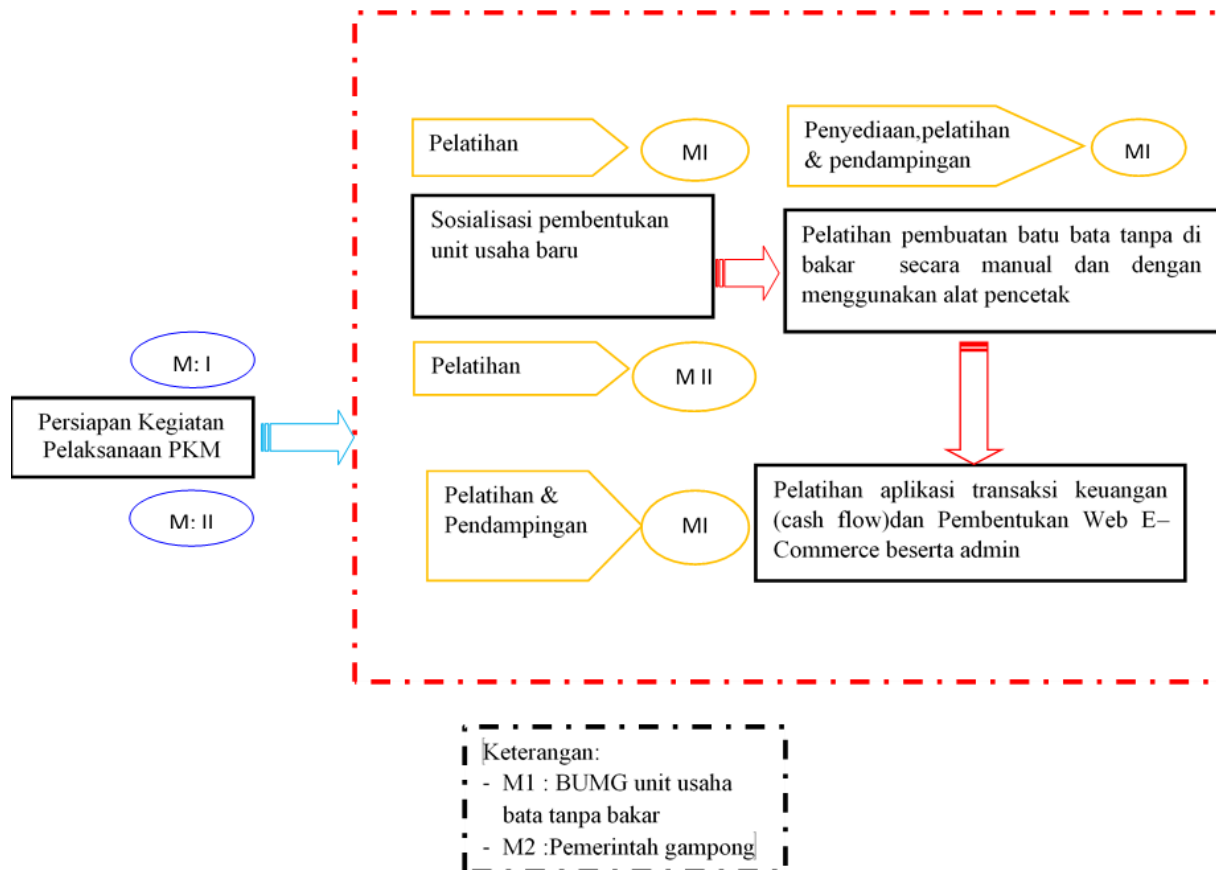 Pelatihan
MI
Penyediaan,pelatihan
& pendampingan
MI
Sosialisasi pembentukan
unit usaha baru
Pelatihan pembuatan batu bata tanpa di
bakar secara manual dan dengan
menggunakan alat pencetak
M: I
Pelatihan
M II
Persiapan Kegiatan
Pelaksanaan PKM
M: II
Pelatihan &
Pendampingan
MI
Pelatihan aplikasi transaksi keuangan
(cash flow)dan Pembentukan Web E–
Commerce beserta admin
Keterangan:
- M1 : BUMG unit usaha
bata tanpa bakar
- M2 :Pemerintah gampong